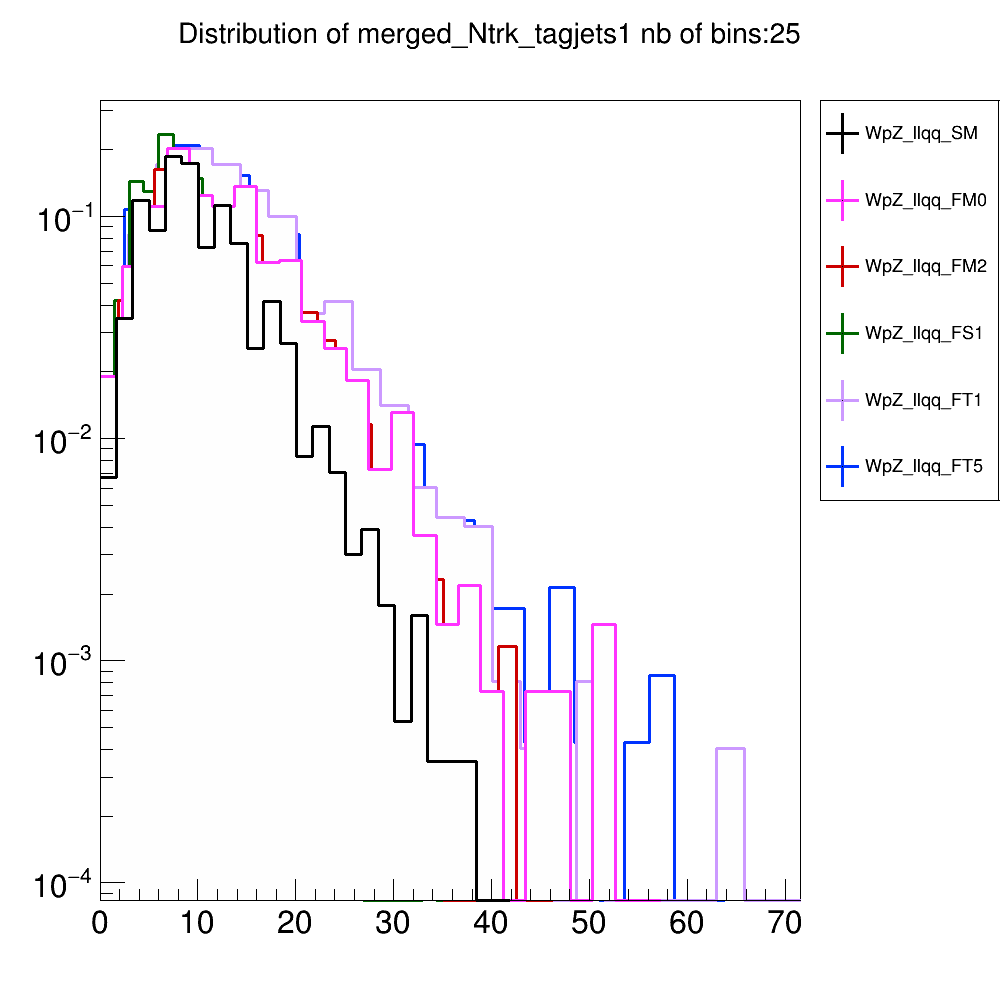 Distribution of merged_Ntrk_tagjets1 nb of bins:25
WpZ_llqq_SM
WpZ_llqq_FM0
WpZ_llqq_FM2
WpZ_llqq_FS1
WpZ_llqq_FT1
WpZ_llqq_FT5
10⁻¹
10⁻²
10⁻³
10⁻⁴
0 10 20 30 40 50 60 70